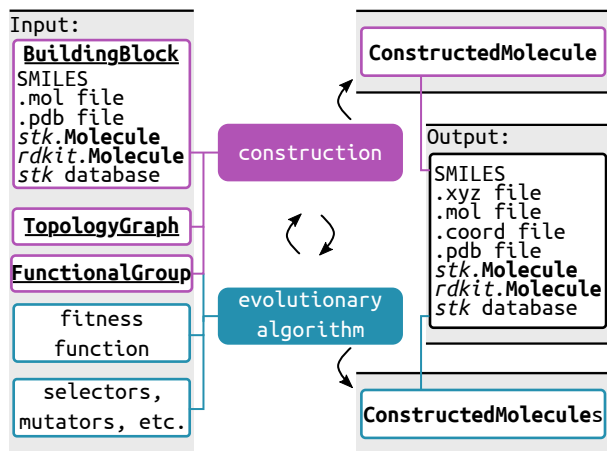 Input:
BuildingBlock
SMILES
.mol file
.pdb file
stk.Molecule
rdkit.Molecule
stk database
TopologyGraph
FunctionalGroup
fitness
function
selectors,
mutators, etc.
construction
evolutionary
algorithm
ConstructedMolecule
Output:
SMILES
.xyz file
.mol file
.coord file
.pdb file
stk.Molecule
rdkit.Molecule
stk database
ConstructedMolecules